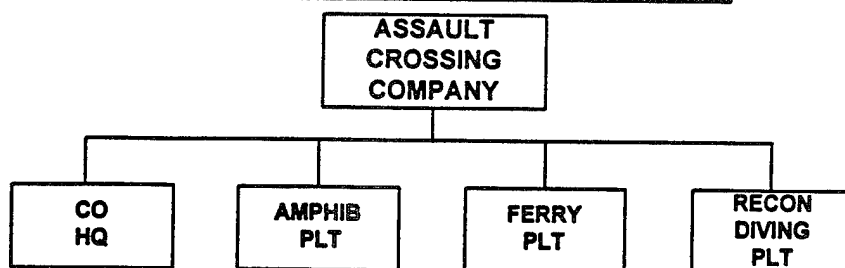 ASSAULT
CROSSING
COMPANY
CO
HQ
AMPHIB
PLT
FERRY
PLT
RECON
DIVING
PLT